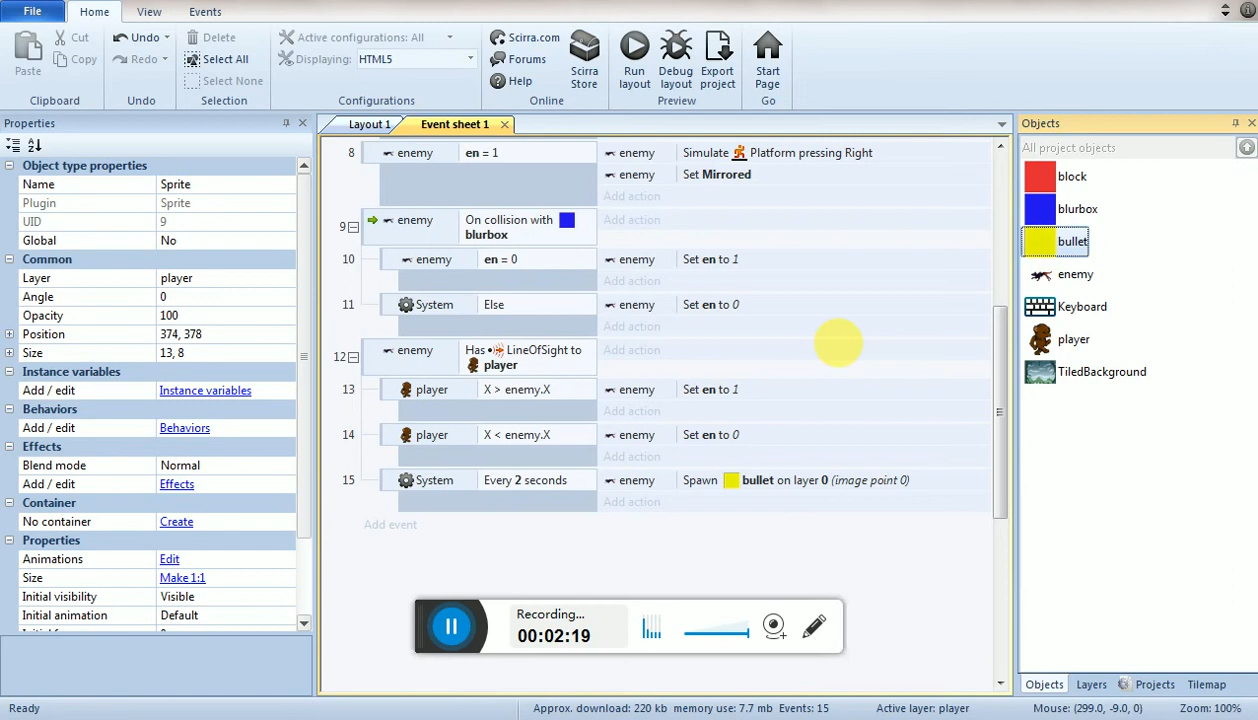 File Home View Events
Paste Cut Copy Clipboard
Undo Redo Undo
Delete Select All Select None Selection
Active configurations: All
Displaying: HTML5
Configurations
Scirra.com Forums Help Scirra Store Online
Run layout Debug layout Export project Preview
Start Page Go
Properties
Object type properties
Name Sprite
Plugin Sprite
UID 9
Global No
Common
Layer player
Angle 0
Opacity 100
Position 374, 378
Size 13, 8
Instance variables
Add / edit Instance variables
Behaviors
Add / edit Behaviors
Effects
Blend mode Normal
Add / edit Effects
Container
No container Create
Properties
Animations Edit
Size Make 1:1
Initial visibility Visible
Initial animation Default
Layout 1 Event sheet 1
8 enemy en = 1 enemy Simulate Platform pressing Right
enemy Set Mirrored
Add action
9 enemy On collision with blurbox Add action
10 enemy en = 0 enemy Set en to 1
Add action
11 System Else enemy Set en to 0
Add action
12 enemy Has LineOfSight to player Add action
13 player X > enemy.X enemy Set en to 1
Add action
14 player X < enemy.X enemy Set en to 0
Add action
15 System Every 2 seconds enemy Spawn bullet on layer 0 (image point 0)
Add action
Add event
Recording...
00:02:19
Objects
All project objects
block
blurbox
bullet
enemy
Keyboard
player
TiledBackground
Objects Layers Projects Tilemap
Ready Approx. download: 220 kb memory use: 7.7 mb Events: 15 Active layer: player Mouse: (299.0, -9.0, 0) Zoom: 100%